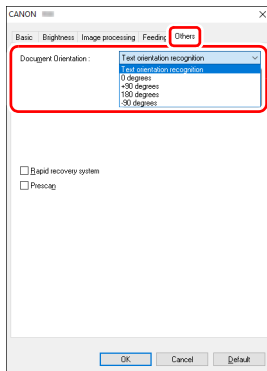 CANON
Basic Brightness Image processing Feeding Others
Document Orientation : Text orientation recognition
Text orientation recognition
0 degrees
+90 degrees
180 degrees
-90 degrees
Rapid recovery system
Prescan
OK Cancel Default